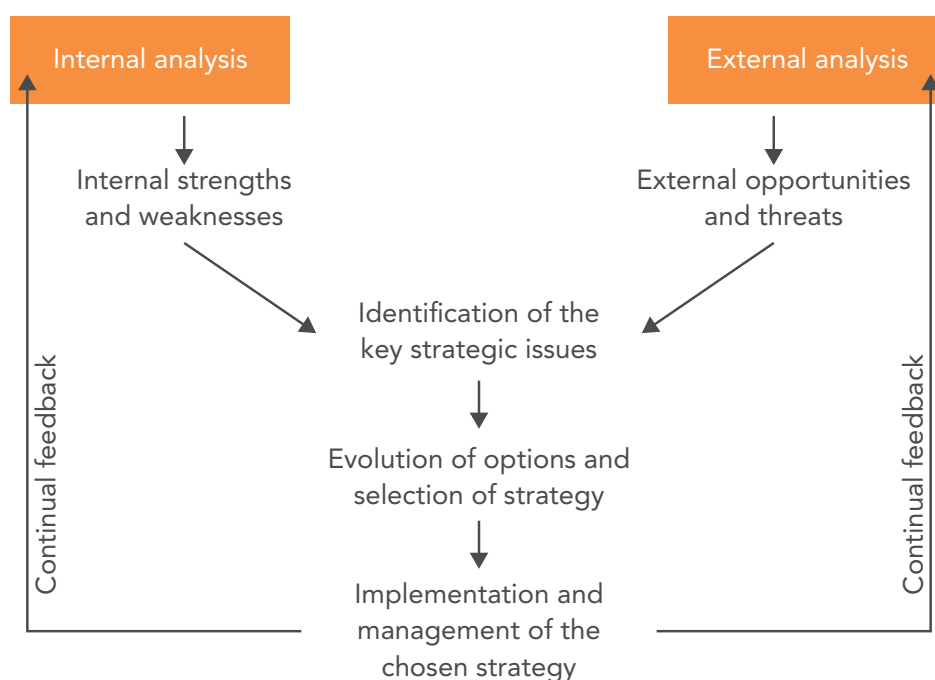 Internal analysis
External analysis
Internal strengths
and weaknesses
External opportunities
and threats
Identification of the
key strategic issues
Evolution of options and
selection of strategy
Implementation and
management of the
chosen strategy
Continual feedback
Continual feedback